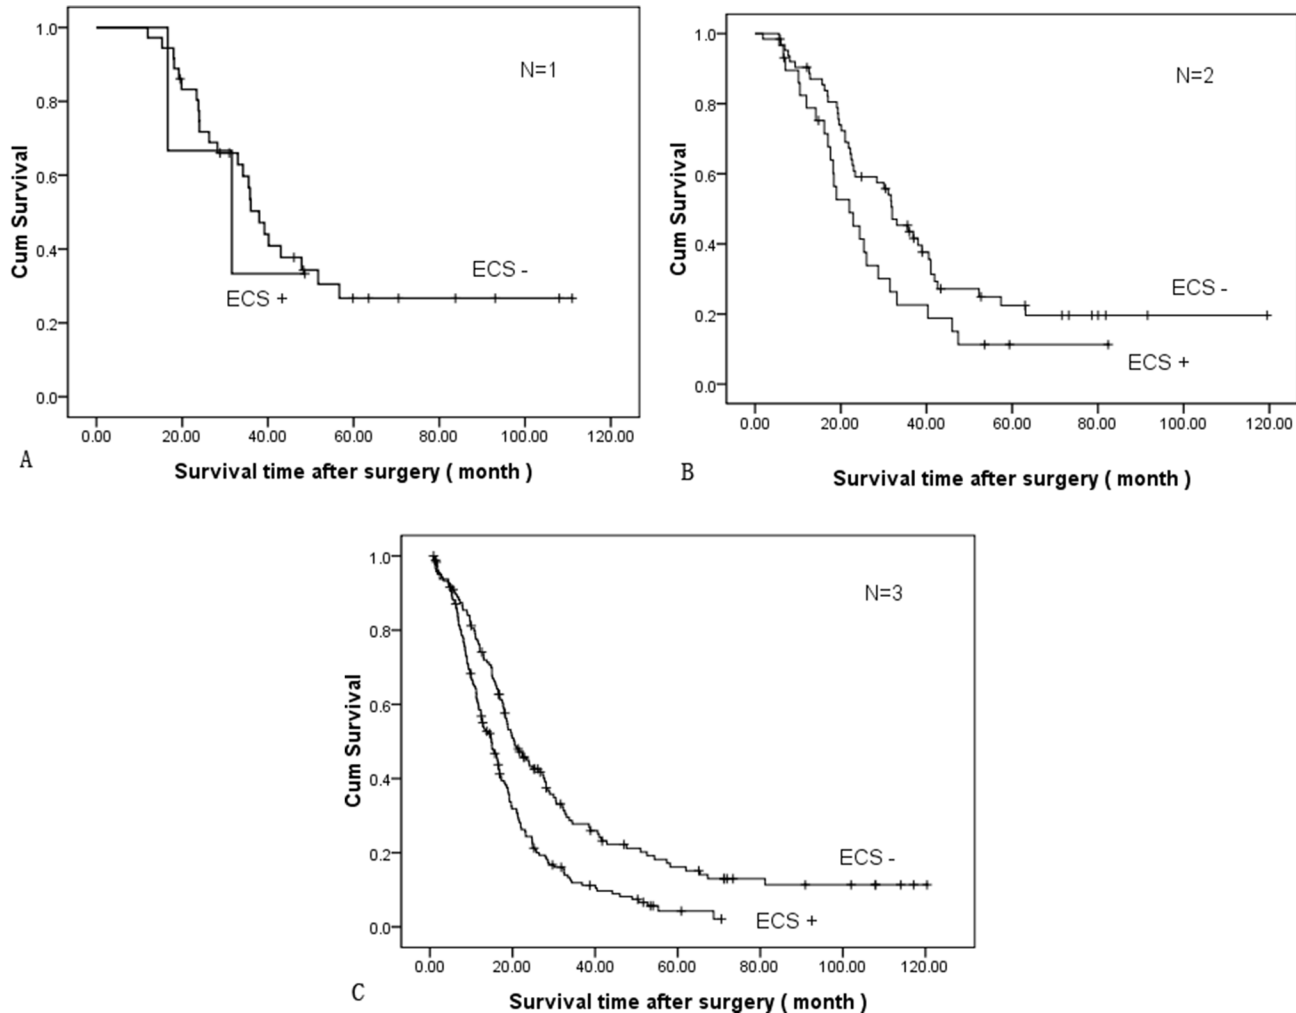 1.0
0.8
0.6
0.4
0.2
0.0
Cum Survival
N=1
ECS -
ECS +
0.00 20.00 40.00 60.00 80.00 100.00 120.00
A
Survival time after surgery ( month )
1.0
0.8
0.6
0.4
0.2
0.0
Cum Survival
N=2
ECS -
ECS +
0.00 20.00 40.00 60.00 80.00 100.00 120.00
B
Survival time after surgery ( month )
1.0
0.8
0.6
0.4
0.2
0.0
Cum Survival
N=3
ECS -
ECS +
0.00 20.00 40.00 60.00 80.00 100.00 120.00
C
Survival time after surgery ( month )